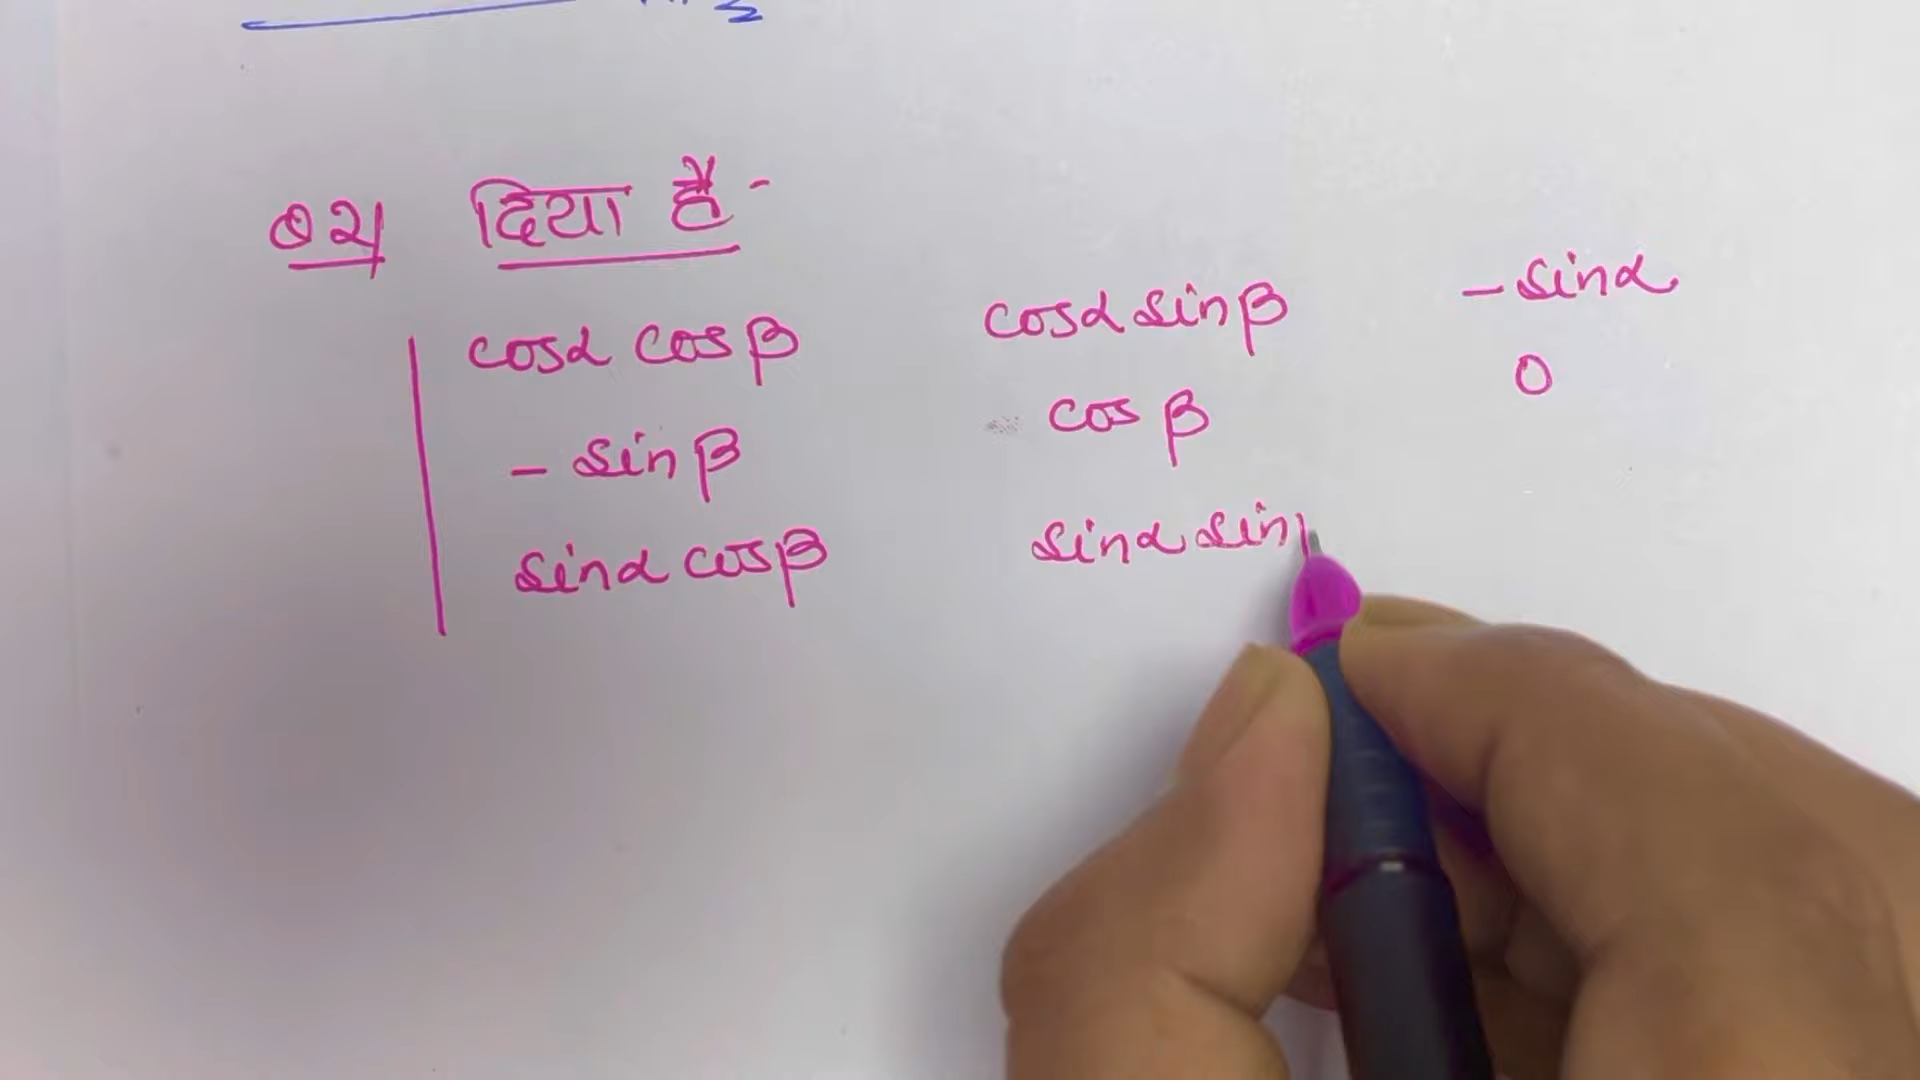 Q2) दिया है -
cosα cosβ cosα sinβ - sinα
- sinβ cosβ 0
sinα cosβ sinα sin